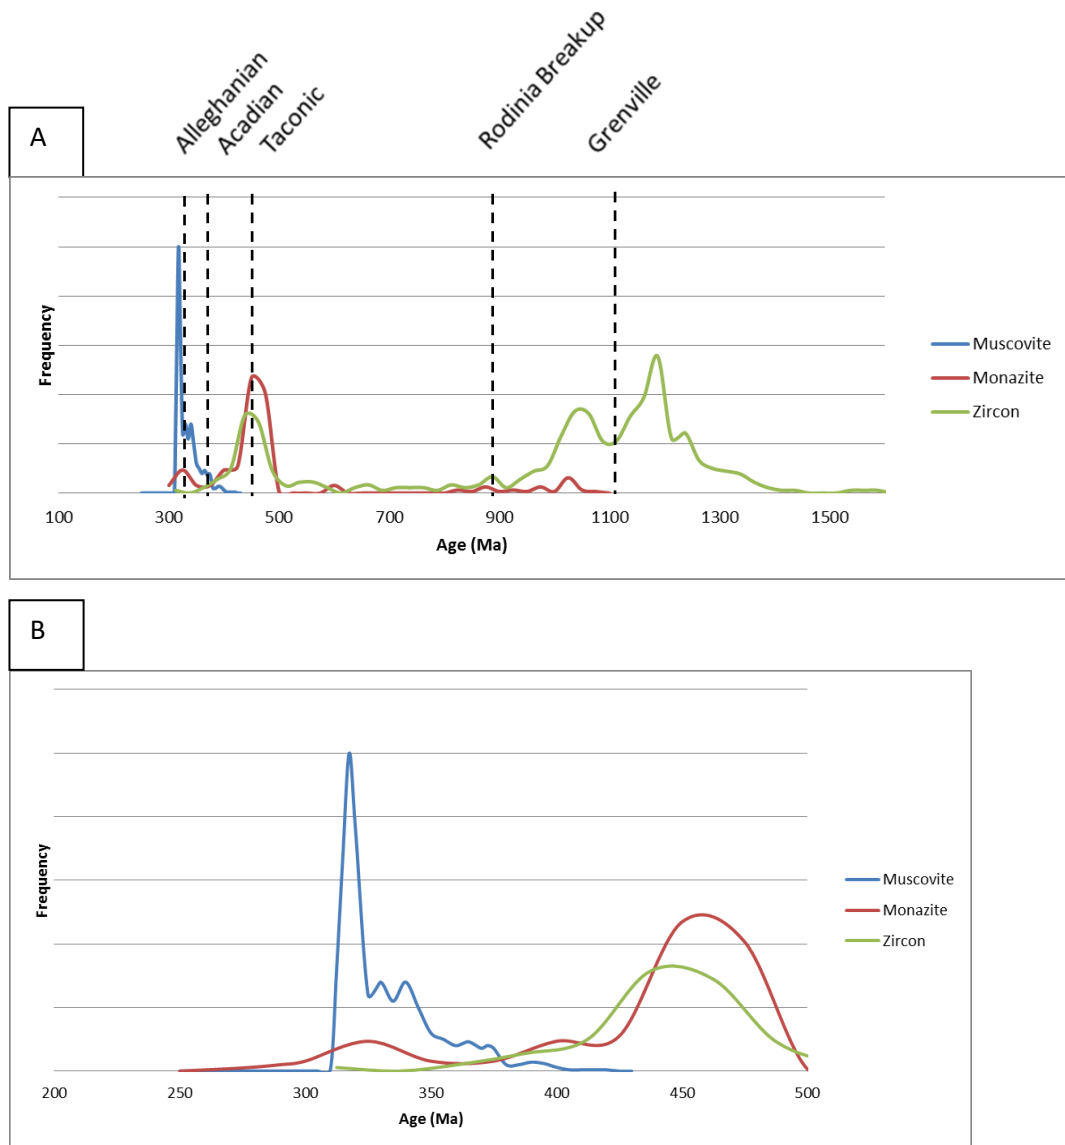 Alleghanian
Acadian
Taconic
Rodinia Breakup
Grenville
A
Frequency
Muscovite
Monazite
Zircon
100 300 500 700 900 1100 1300 1500
Age (Ma)
B
Frequency
Muscovite
Monazite
Zircon
200 250 300 350 400 450 500
Age (Ma)